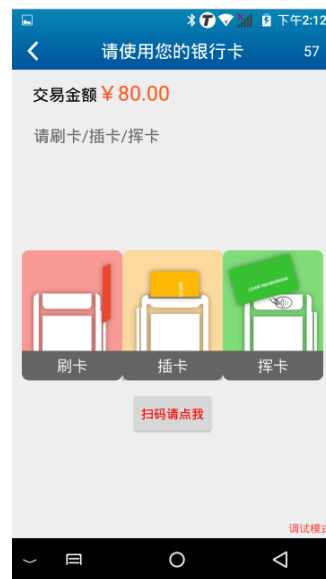 下午2:12
请使用您的银行卡 57
交易金额￥80.00
请刷卡/插卡/挥卡
刷卡 插卡 挥卡
扫码请点我
调试模式